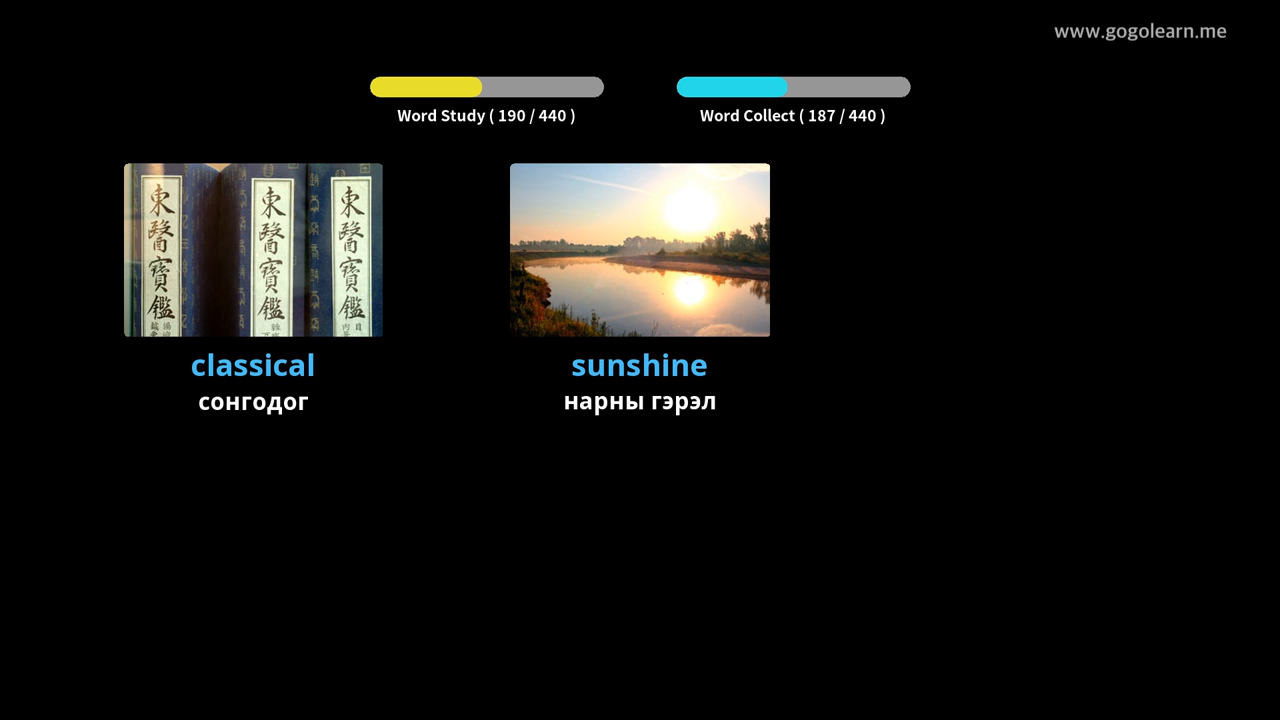 www.gogolearn.me
Word Study ( 190 / 440 )
Word Collect ( 187 / 440 )
東醫寶鑑
東醫寶鑑
東醫寶鑑
classical
sunshine
сонгодог
нарны гэрэл